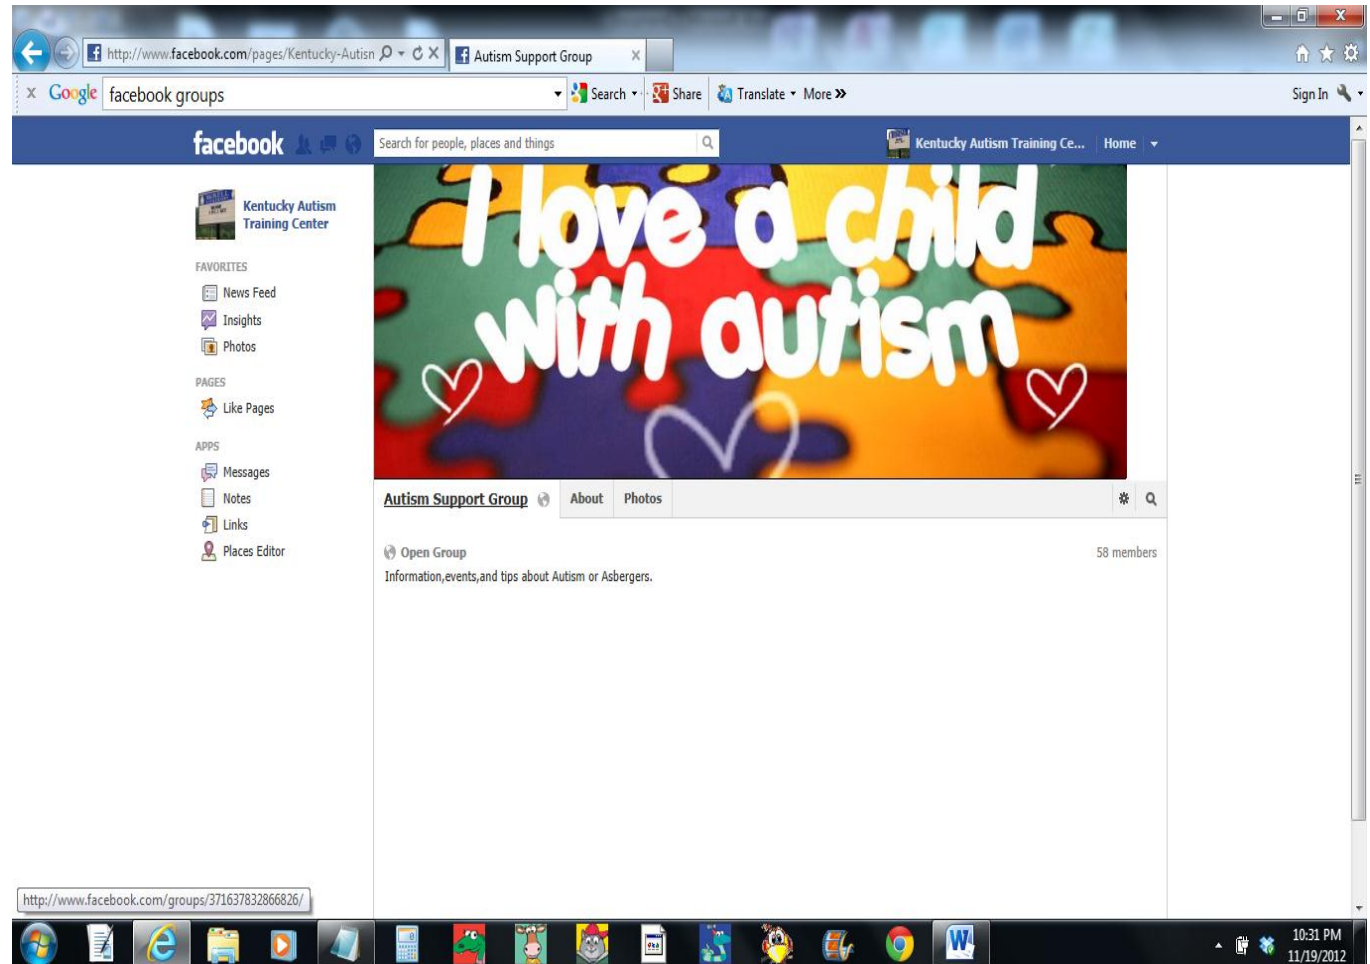 http://www.facebook.com/pages/Kentucky-Autisn
Autism Support Group
x Google facebook groups Search Share Translate More » Sign In
facebook Search for people, places and things Kentucky Autism Training Ce... Home
Kentucky Autism
Training Center
FAVORITES
News Feed
Insights
Photos
PAGES
Like Pages
APPS
Messages
Notes
Links
Places Editor
I love a child
with autism
Autism Support Group About Photos
Open Group 58 members
Information,events,and tips about Autism or Asbergers.
http://www.facebook.com/groups/371637832866826/
10:31 PM
11/19/2012